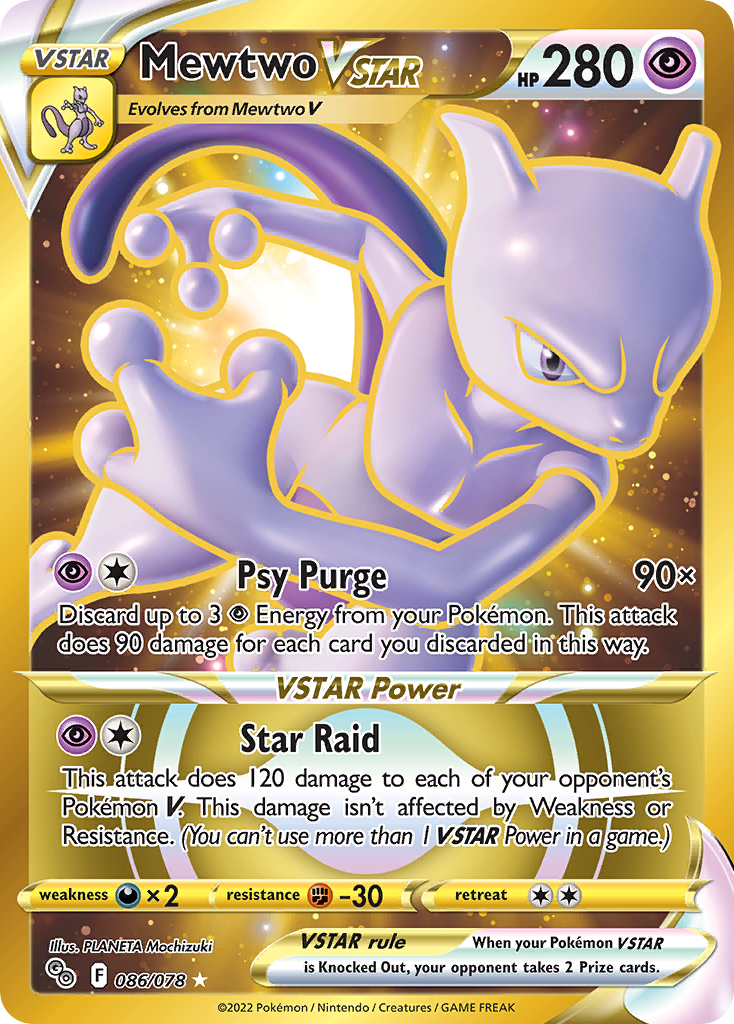 VSTAR
Mewtwo VSTAR
HP 280
Evolves from Mewtwo V
Psy Purge 90×
Discard up to 3 Energy from your Pokémon. This attack
does 90 damage for each card you discarded in this way.
VSTAR Power
Star Raid
This attack does 120 damage to each of your opponent's
Pokémon V. This damage isn't affected by Weakness or
Resistance. (You can't use more than 1 VSTAR Power in a game.)
weakness ×2 resistance -30 retreat
Illus. PLANETA Mochizuki
GO F 086/078
VSTAR rule When your Pokémon VSTAR
is Knocked Out, your opponent takes 2 Prize cards.
©2022 Pokémon / Nintendo / Creatures / GAME FREAK